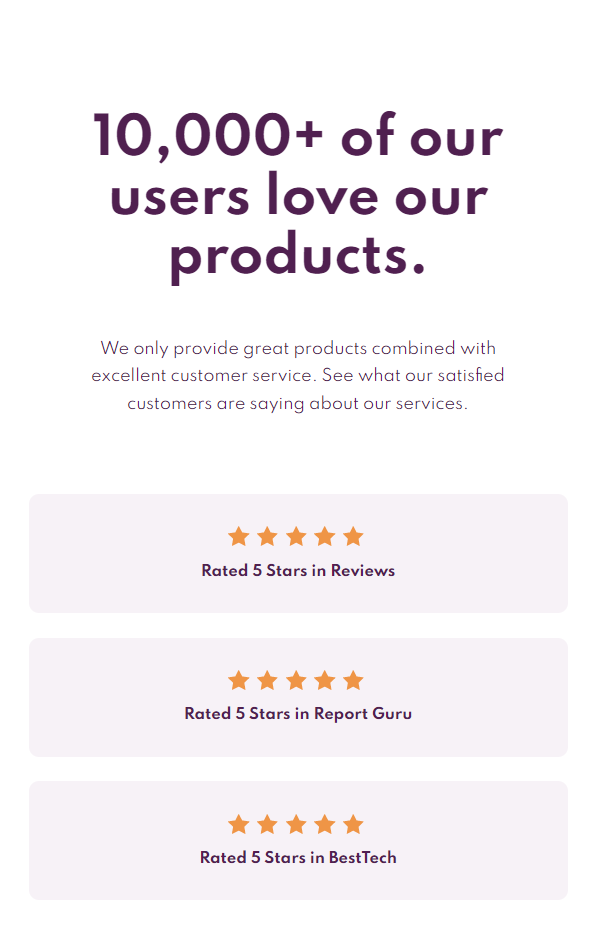 10,000+ of our
users love our
products.
We only provide great products combined with
excellent customer service. See what our satisfied
customers are saying about our services.
Rated 5 Stars in Reviews
Rated 5 Stars in Report Guru
Rated 5 Stars in BestTech